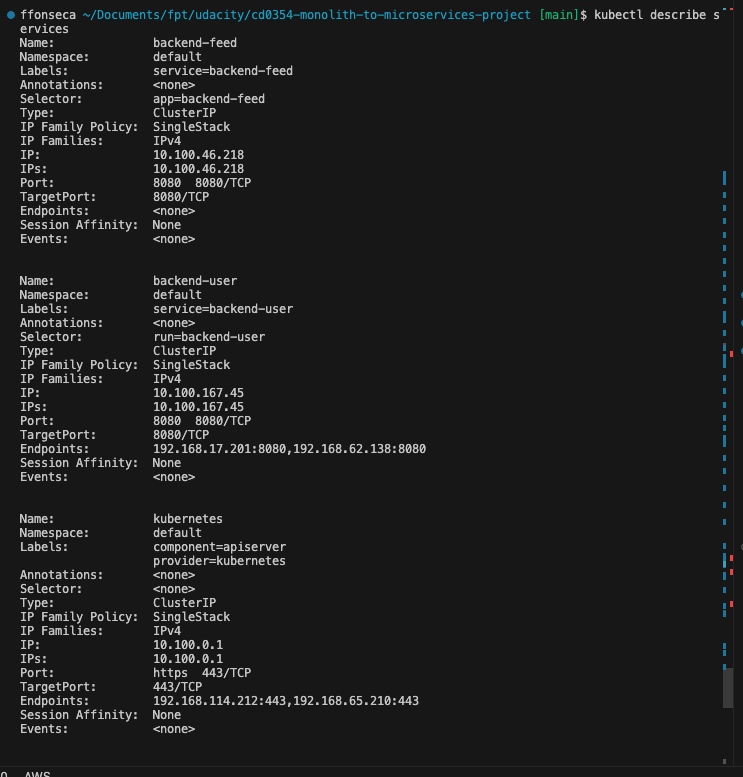 ffonseca ~/Documents/fpt/udacity/cd0354-monolith-to-microservices-project [main]$ kubectl describe s
ervices
Name: backend-feed
Namespace: default
Labels: service=backend-feed
Annotations: <none>
Selector: app=backend-feed
Type: ClusterIP
IP Family Policy: SingleStack
IP Families: IPv4
IP: 10.100.46.218
IPs: 10.100.46.218
Port: 8080 8080/TCP
TargetPort: 8080/TCP
Endpoints: <none>
Session Affinity: None
Events: <none>
Name: backend-user
Namespace: default
Labels: service=backend-user
Annotations: <none>
Selector: run=backend-user
Type: ClusterIP
IP Family Policy: SingleStack
IP Families: IPv4
IP: 10.100.167.45
IPs: 10.100.167.45
Port: 8080 8080/TCP
TargetPort: 8080/TCP
Endpoints: 192.168.17.201:8080,192.168.62.138:8080
Session Affinity: None
Events: <none>
Name: kubernetes
Namespace: default
Labels: component=apiserver
provider=kubernetes
Annotations: <none>
Selector: <none>
Type: ClusterIP
IP Family Policy: SingleStack
IP Families: IPv4
IP: 10.100.0.1
IPs: 10.100.0.1
Port: https 443/TCP
TargetPort: 443/TCP
Endpoints: 192.168.114.212:443,192.168.65.210:443
Session Affinity: None
Events: <none>
AWS